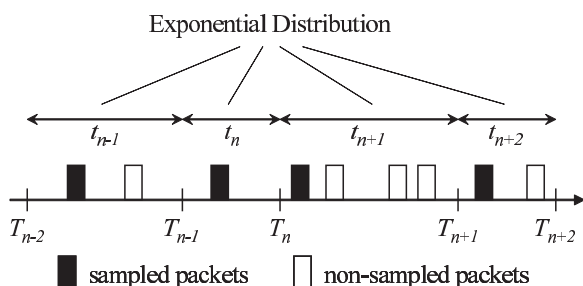 Exponential Distribution
t_{n-1} t_n t_{n+1} t_{n+2}
T_{n-2} T_{n-1} T_n T_{n+1} T_{n+2}
sampled packets non-sampled packets